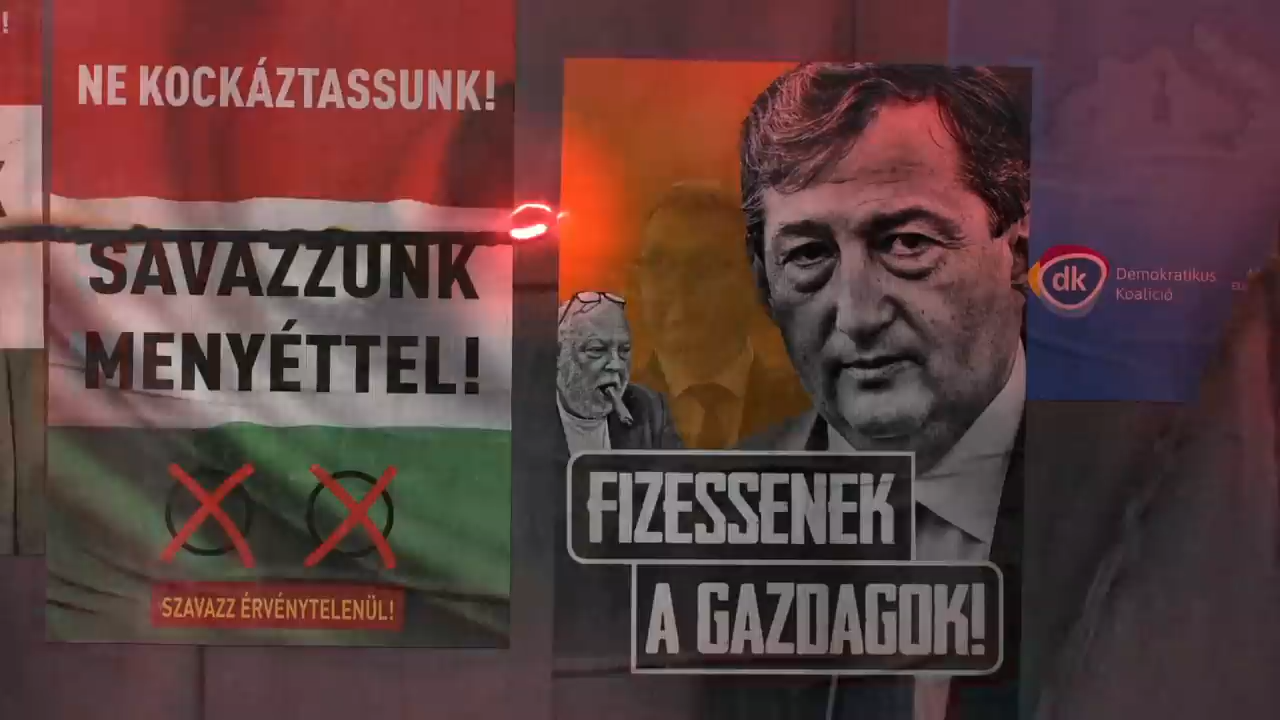 NE KOCKÁZTASSUNK!
SAVAZZUNK
MENYÉTTEL!
SZAVAZZ ÉRVÉNYTELENÜL!
FIZESSENEK
A GAZDAGOK!
dk
Demokratikus
Koalíció